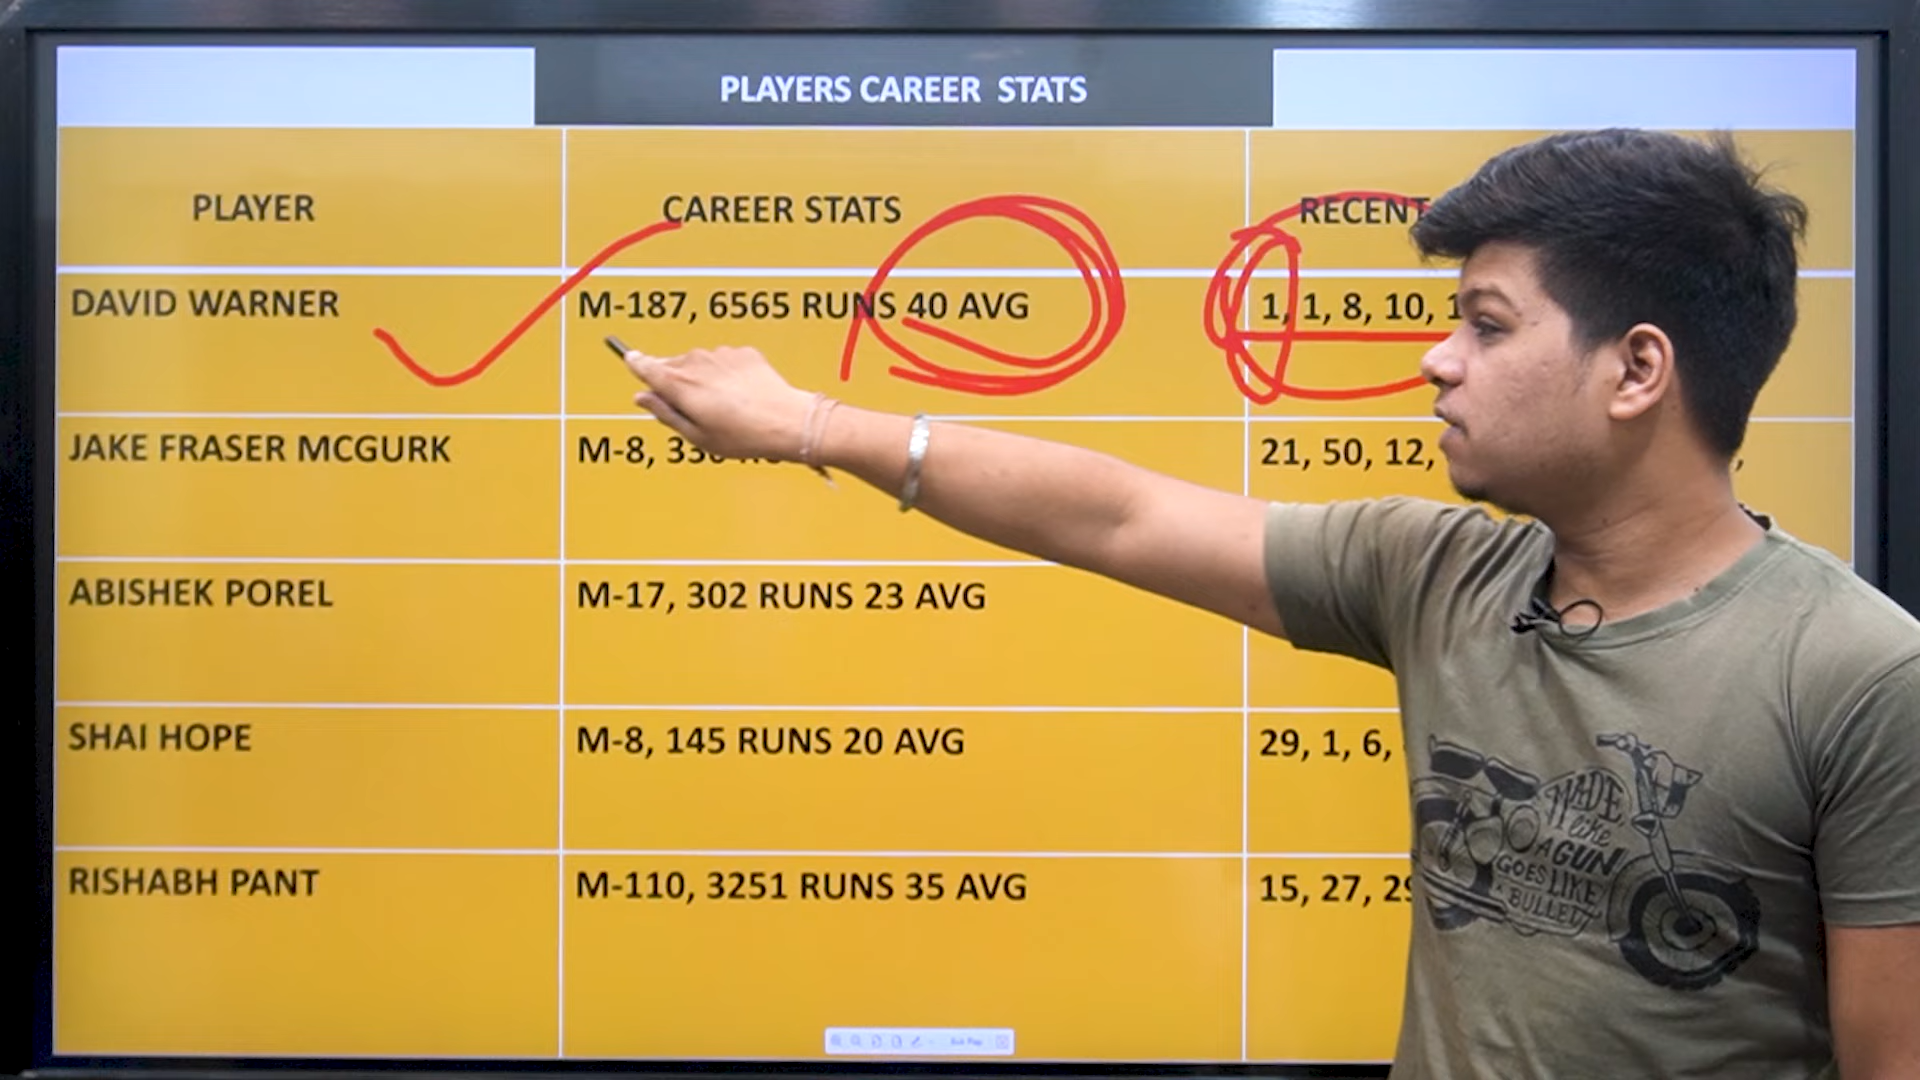 PLAYERS CAREER STATS
PLAYER CAREER STATS RECENT
DAVID WARNER M-187, 6565 RUNS 40 AVG 1, 1, 8, 10,
JAKE FRASER MCGURK M-8, 21, 50, 12,
ABISHEK POREL M-17, 302 RUNS 23 AVG
SHAI HOPE M-8, 145 RUNS 20 AVG 29, 1, 6,
RISHABH PANT M-110, 3251 RUNS 35 AVG 15, 27,
MADE
like
A GUN
GOES LIKE
A
BULLET